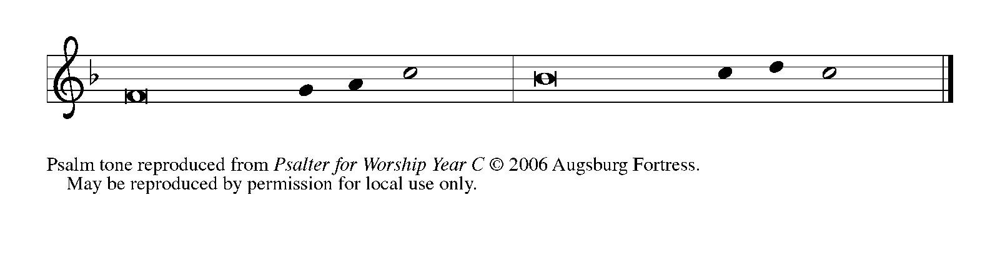 Psalm tone reproduced from Psalter for Worship Year C © 2006 Augsburg Fortress.
May be reproduced by permission for local use only.